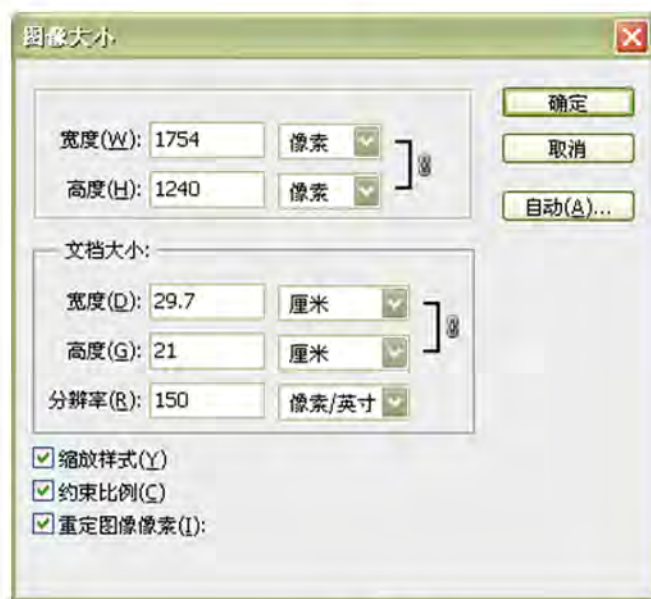 图像大小
确定
宽度(W): 1754 像素
取消
高度(H): 1240 像素
自动(A)...
文档大小:
宽度(D): 29.7 厘米
高度(G): 21 厘米
分辨率(R): 150 像素/英寸
缩放样式(Y)
约束比例(C)
重定图像像素(I):